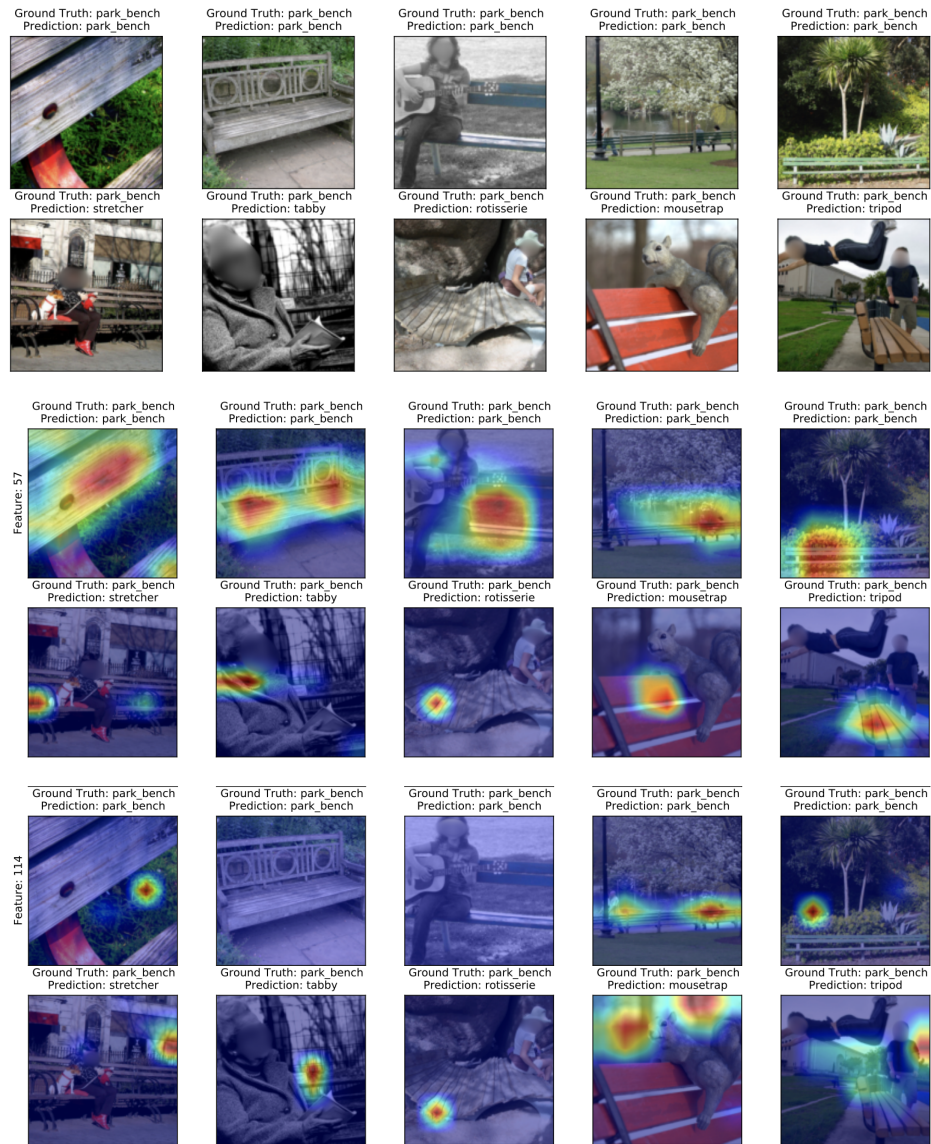 Ground Truth: park_bench Ground Truth: park_bench Ground Truth: park_bench Ground Truth: park_bench Ground Truth: park_bench
Prediction: park_bench Prediction: park_bench Prediction: park_bench Prediction: park_bench Prediction: park_bench
Ground Truth: park_bench Ground Truth: park_bench Ground Truth: park_bench Ground Truth: park_bench Ground Truth: park_bench
Prediction: stretcher Prediction: tabby Prediction: rotisserie Prediction: mousetrap Prediction: tripod
Ground Truth: park_bench Ground Truth: park_bench Ground Truth: park_bench Ground Truth: park_bench Ground Truth: park_bench
Prediction: park_bench Prediction: park_bench Prediction: park_bench Prediction: park_bench Prediction: park_bench
Feature: 57
Ground Truth: park_bench Ground Truth: park_bench Ground Truth: park_bench Ground Truth: park_bench Ground Truth: park_bench
Prediction: stretcher Prediction: tabby Prediction: rotisserie Prediction: mousetrap Prediction: tripod
Ground Truth: park_bench Ground Truth: park_bench Ground Truth: park_bench Ground Truth: park_bench Ground Truth: park_bench
Prediction: park_bench Prediction: park_bench Prediction: park_bench Prediction: park_bench Prediction: park_bench
Feature: 114
Ground Truth: park_bench Ground Truth: park_bench Ground Truth: park_bench Ground Truth: park_bench Ground Truth: park_bench
Prediction: stretcher Prediction: tabby Prediction: rotisserie Prediction: mousetrap Prediction: tripod